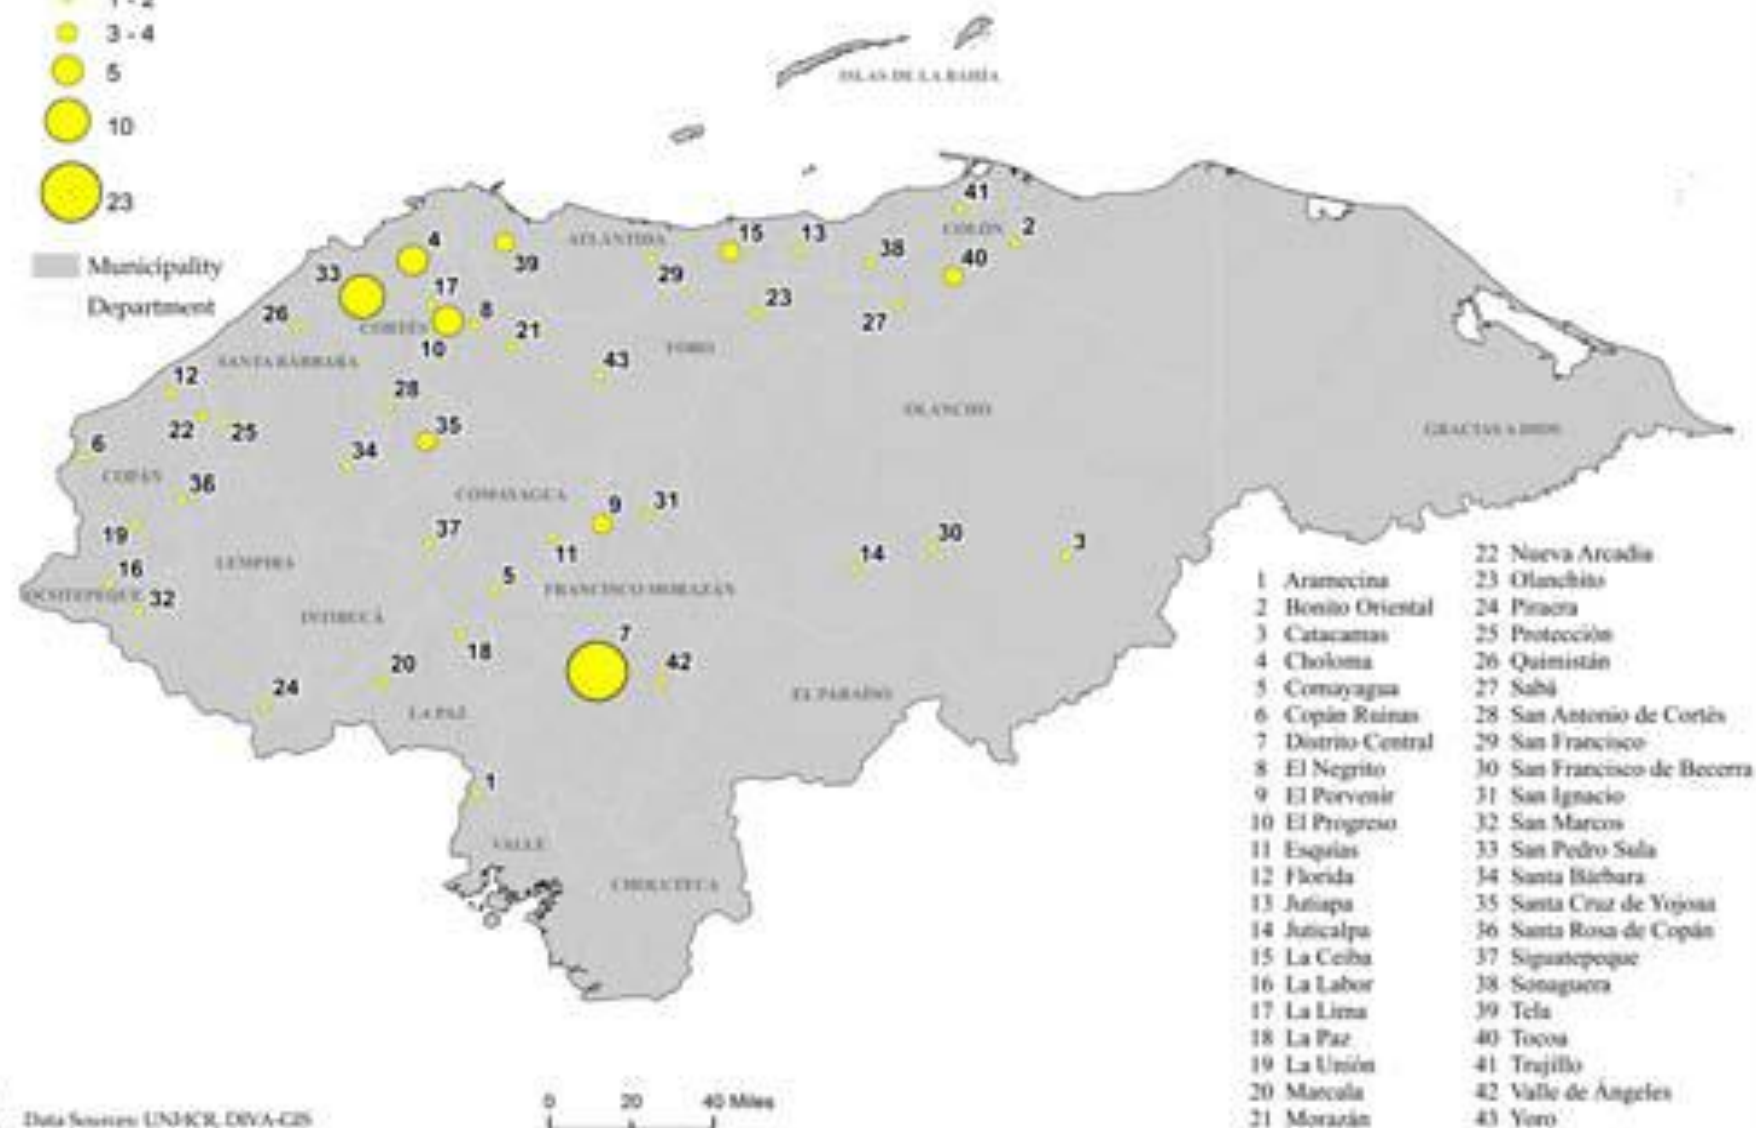 1 - 2
3 - 4
5
10
23
Municipality
Department
ISLAS DE LA BAHÍA
41
4
ATLÁNTIDA
15
13
COLÓN
2
39
38
40
33
29
17
23
26
8
27
CORTÉS
21
10
YORO
SANTA BÁRBARA
43
12
28
OLANCHO
22
25
35
GRACIAS A DIOS
6
34
COPÁN
36
COMAYAGUA
9
31
37
30
3
19
11
14
LEMPIRA
16
5
FRANCISCO MORAZÁN
OCOTEPEQUE
32
INTIBUCÁ
7
18
42
20
24
EL PARAÍSO
LA PAZ
1
VALLE
CHOLUTECA
1 Aramecina
2 Bonito Oriental
3 Catacamas
4 Choloma
5 Comayagua
6 Copán Ruinas
7 Distrito Central
8 El Negrito
9 El Porvenir
10 El Progreso
11 Esquías
12 Florida
13 Jutiapa
14 Juticalpa
15 La Ceiba
16 La Labor
17 La Lima
18 La Paz
19 La Unión
20 Marcala
21 Morazán
22 Nueva Arcadia
23 Olanchito
24 Piraera
25 Protección
26 Quimistán
27 Sabá
28 San Antonio de Cortés
29 San Francisco
30 San Francisco de Becerra
31 San Ignacio
32 San Marcos
33 San Pedro Sula
34 Santa Bárbara
35 Santa Cruz de Yojoa
36 Santa Rosa de Copán
37 Siguatepeque
38 Sonaguera
39 Tela
40 Tocoa
41 Trujillo
42 Valle de Ángeles
43 Yoro
0 20 40 Miles
Data Sources: UNHCR, DIVA-GIS